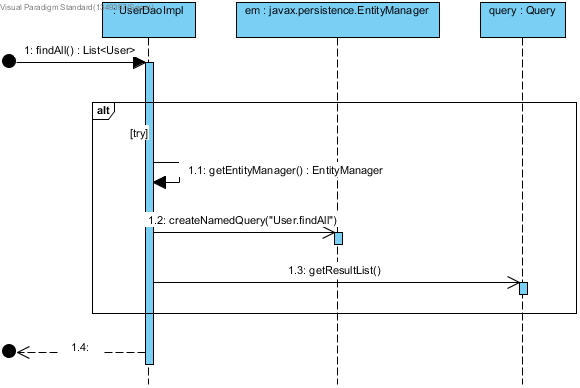 Visual Paradigm Standard
: UserDaoImpl
em : javax.persistence.EntityManager
query : Query
1: findAll() : List<User>
alt
[try]
1.1: getEntityManager() : EntityManager
1.2: createNamedQuery("User.findAll")
1.3: getResultList()
1.4: